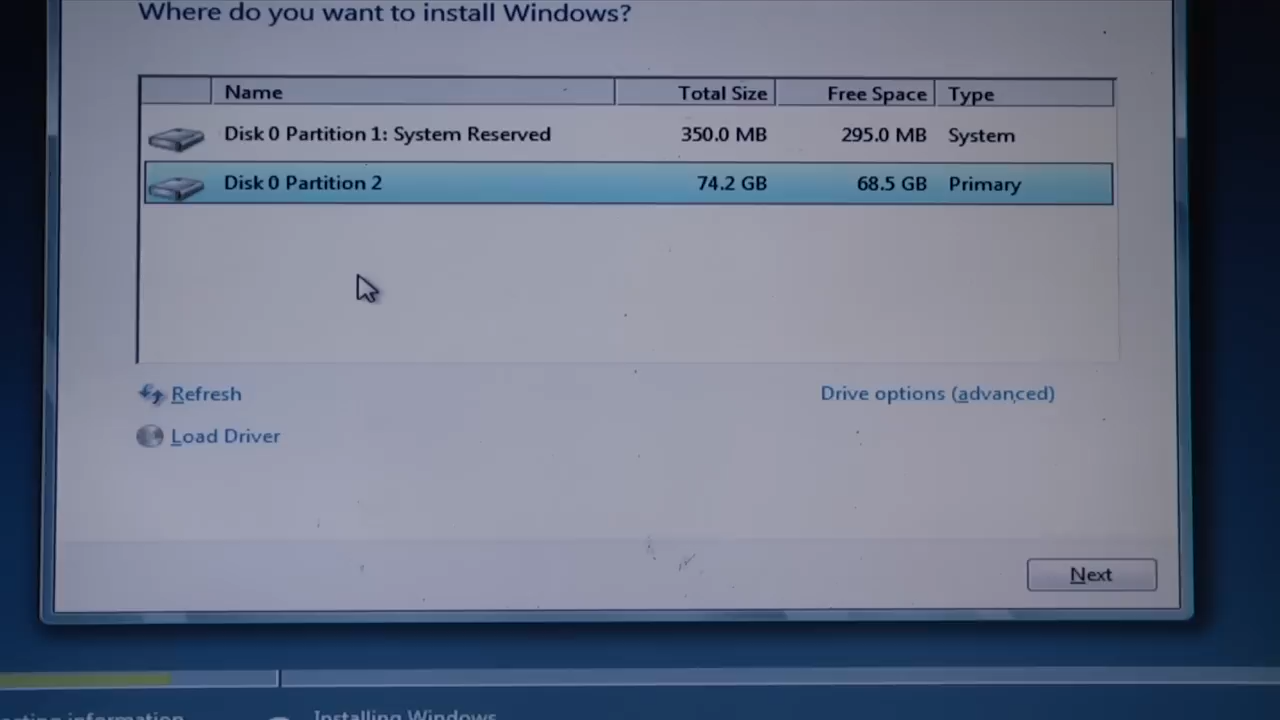 Where do you want to install Windows?
Name Total Size Free Space Type
Disk 0 Partition 1: System Reserved 350.0 MB 295.0 MB System
Disk 0 Partition 2 74.2 GB 68.5 GB Primary
Refresh Drive options (advanced)
Load Driver
Next
information Installing Windows